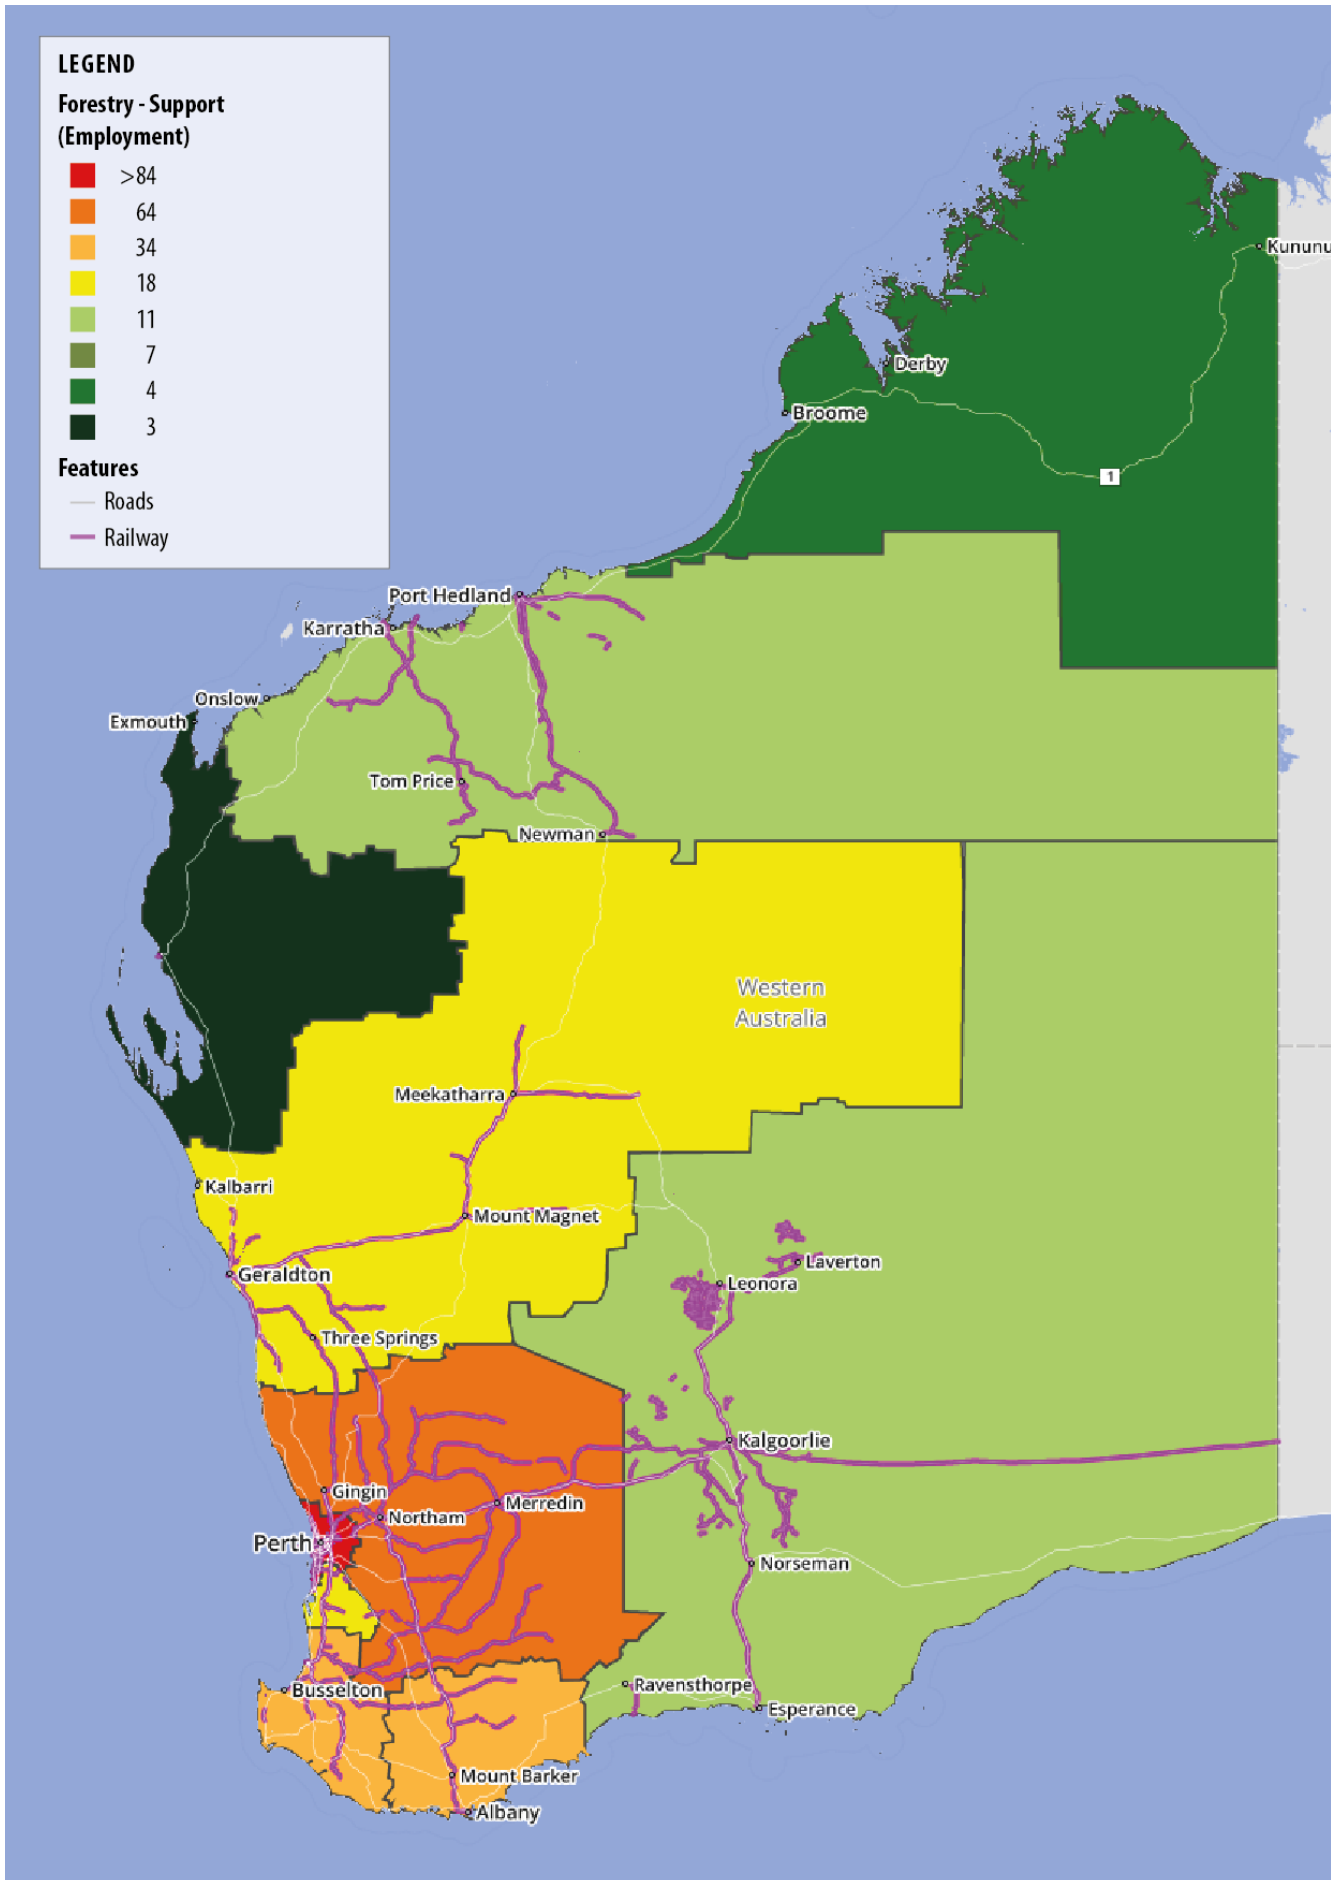 LEGEND
Forestry - Support
(Employment)
>84
64
34
18
11
7
4
3
Features
Roads
Railway
Kununu
Derby
Broome
1
Port Hedland
Karratha
Onslow
Exmouth
Tom Price
Newman
Western
Australia
Meekatharra
Kalbarri
Mount Magnet
Laverton
Geraldton
Leonora
Three Springs
Kalgoorlie
Gingin
Merredin
Northam
Perth
Norseman
Ravensthorpe
Busselton
Esperance
Mount Barker
Albany